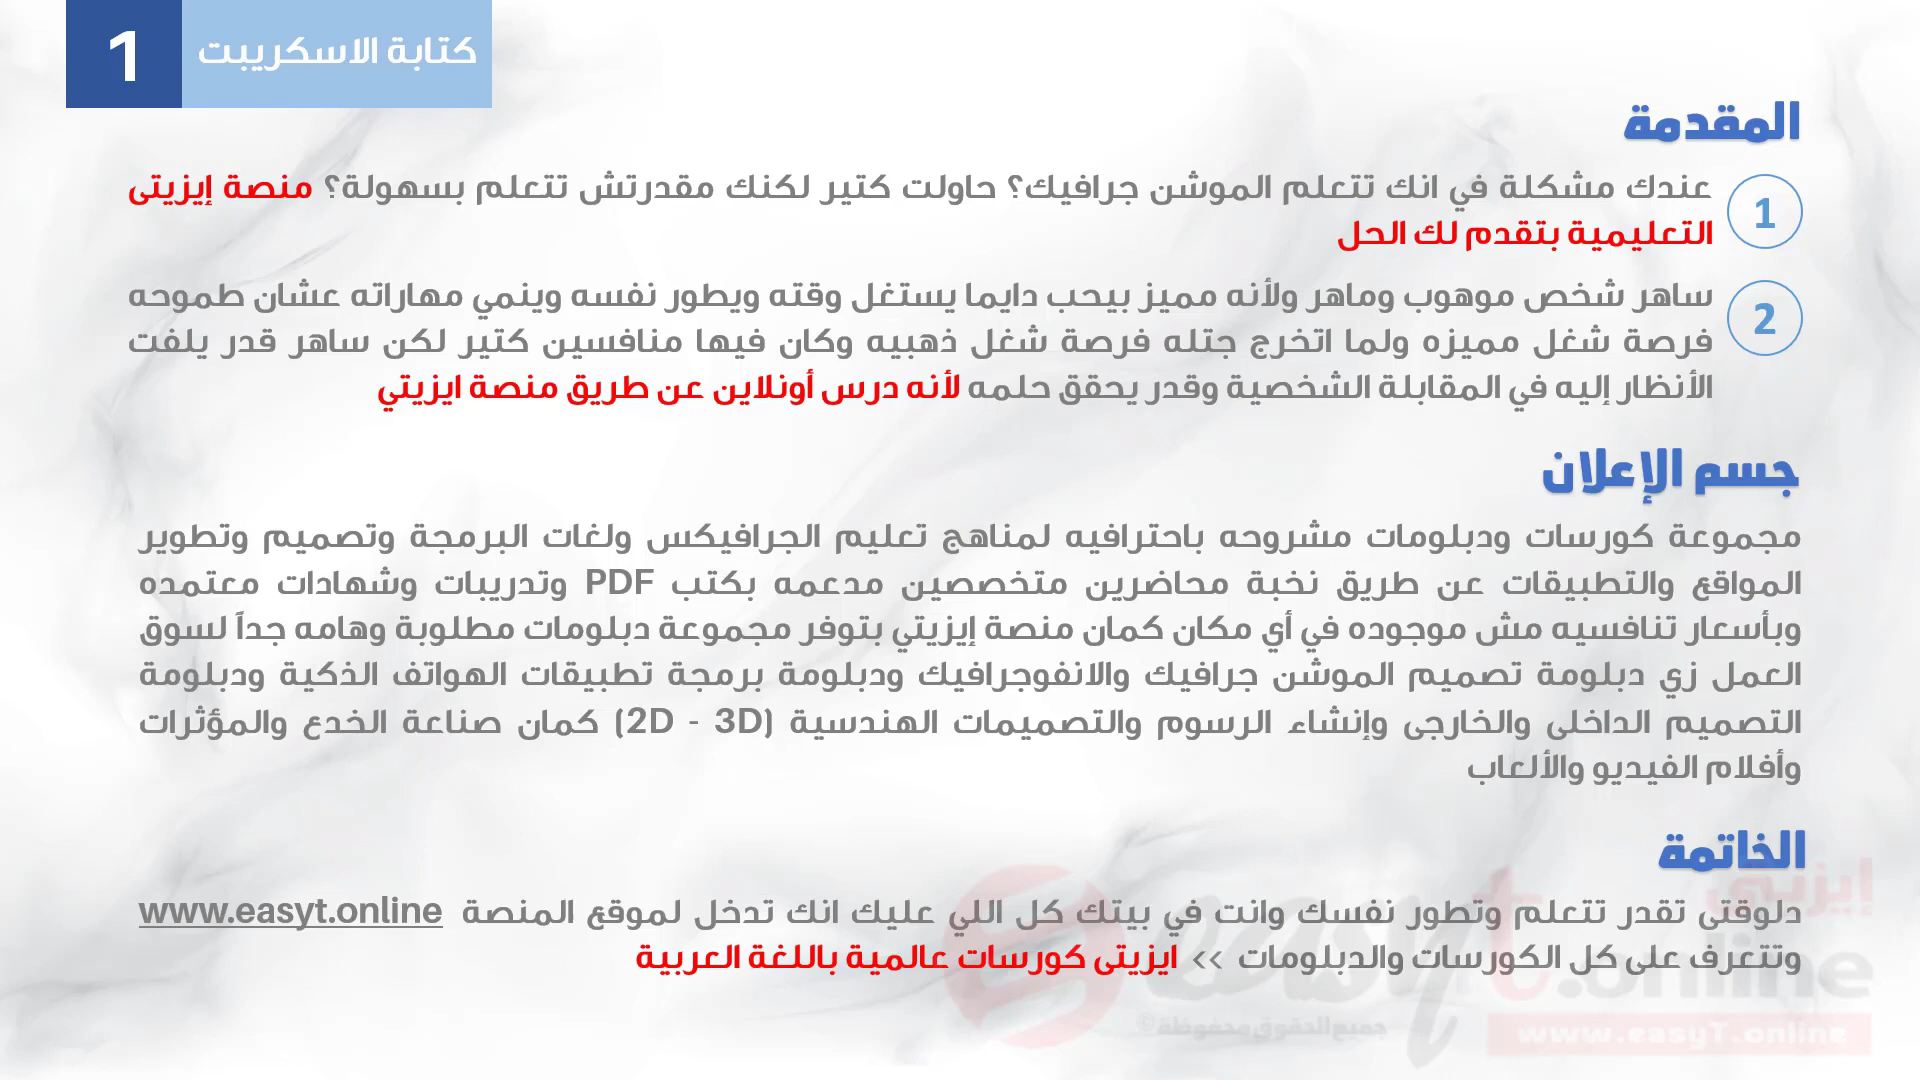 1
كتابة الاسكريبت
المقدمة
1
عندك مشكلة في انك تتعلم الموشن جرافيك؟ حاولت كتير لكنك مقدرتش تتعلم بسهولة؟ منصة إيزيتى
التعليمية بتقدم لك الحل
2
ساهر شخص موهوب وماهر ولأنه مميز بيحب دايما يستغل وقته ويطور نفسه وينمي مهاراته عشان طموحه
فرصة شغل مميزه ولما اتخرج جتله فرصة شغل ذهبيه وكان فيها منافسين كتير لكن ساهر قدر يلفت
الأنظار إليه في المقابلة الشخصية وقدر يحقق حلمه لأنه درس أونلاين عن طريق منصة ايزيتي
جسم الإعلان
مجموعة كورسات ودبلومات مشروحه باحترافيه لمناهج تعليم الجرافيكس ولغات البرمجة وتصميم وتطوير
المواقع والتطبيقات عن طريق نخبة محاضرين متخصصين مدعمه بكتب PDF وتدريبات وشهادات معتمده
وبأسعار تنافسيه مش موجوده في أي مكان كمان منصة إيزيتي بتوفر مجموعة دبلومات مطلوبة وهامه جداً لسوق
العمل زي دبلومة تصميم الموشن جرافيك والانفوجرافيك ودبلومة برمجة تطبيقات الهواتف الذكية ودبلومة
التصميم الداخلى والخارجى وإنشاء الرسوم والتصميمات الهندسية (2D - 3D) كمان صناعة الخدع والمؤثرات
وأفلام الفيديو والألعاب
الخاتمة
دلوقتى تقدر تتعلم وتطور نفسك وانت في بيتك كل اللي عليك انك تدخل لموقع المنصة www.easyt.online
وتتعرف على كل الكورسات والدبلومات >> ايزيتى كورسات عالمية باللغة العربية
إيزيتي
easyt.online
جميع الحقوق محفوظة ©
www.easyT.online